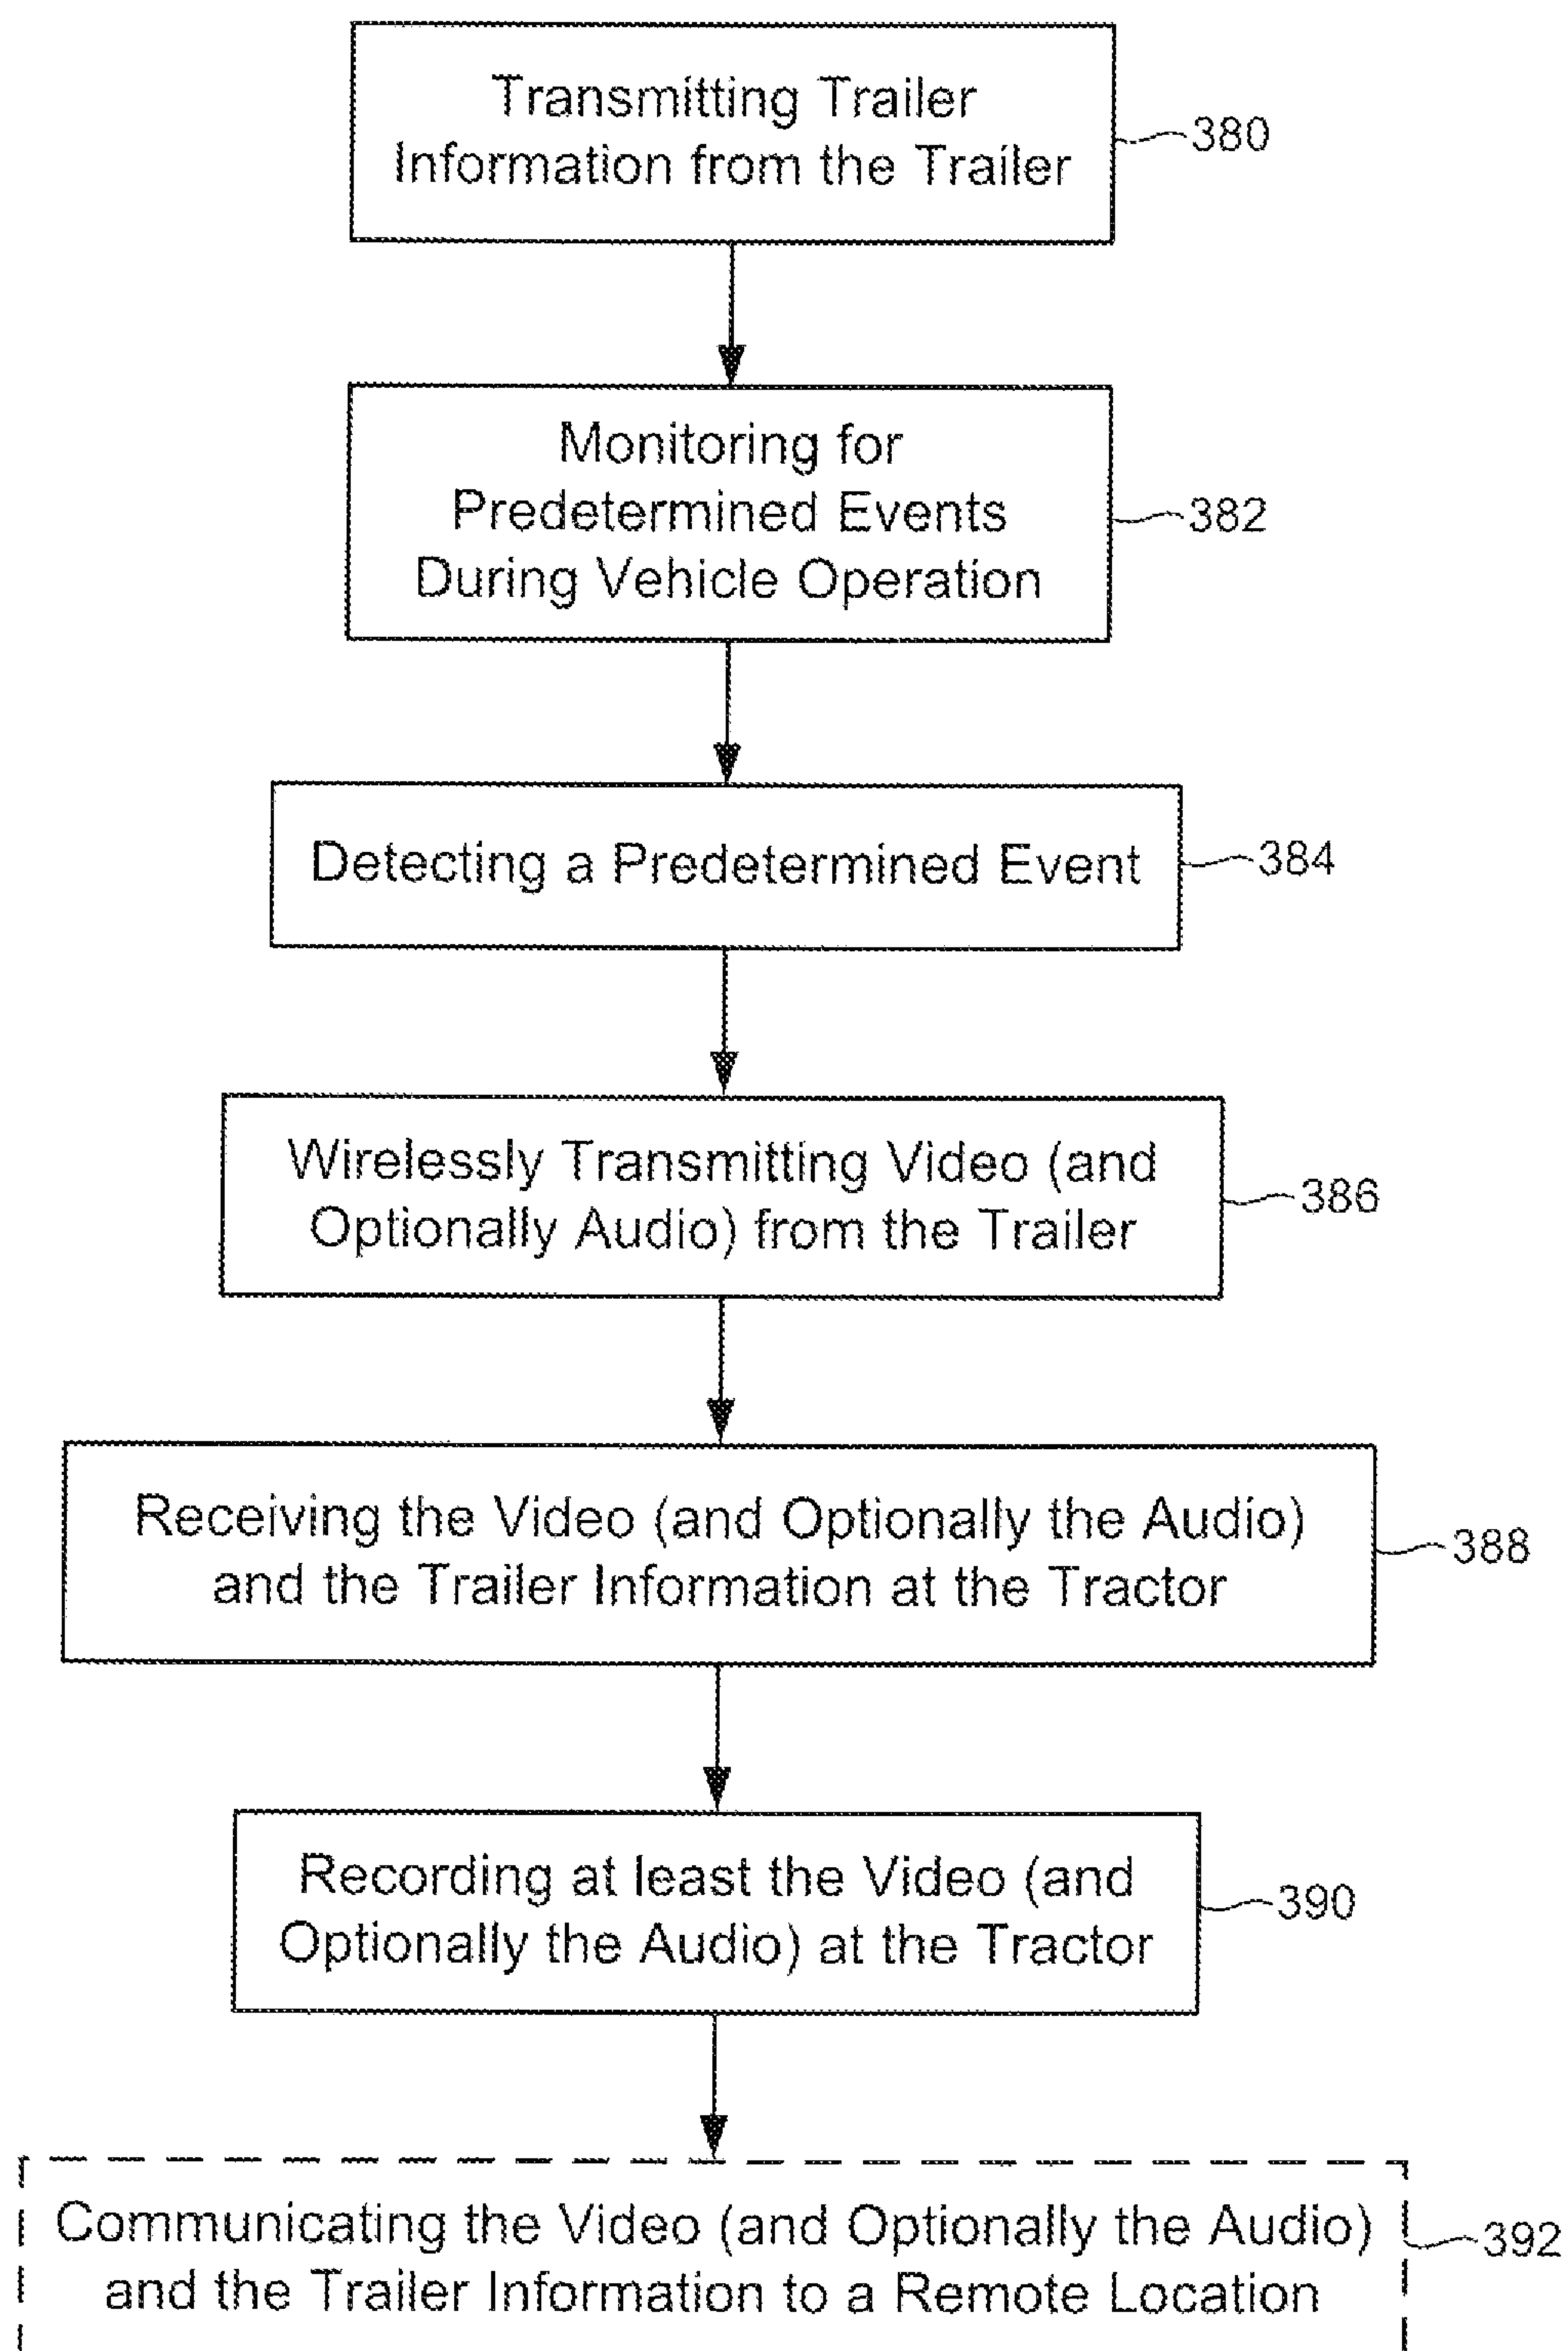 Transmitting Trailer
Information from the Trailer
380
Monitoring for
Predetermined Events
During Vehicle Operation
382
Detecting a Predetermined Event
384
Wirelessly Transmitting Video (and
Optionally Audio) from the Trailer
386
Receiving the Video (and Optionally the Audio)
and the Trailer Information at the Tractor
388
Recording at least the Video (and
Optionally the Audio) at the Tractor
390
Communicating the Video (and Optionally the Audio)
and the Trailer Information to a Remote Location
392